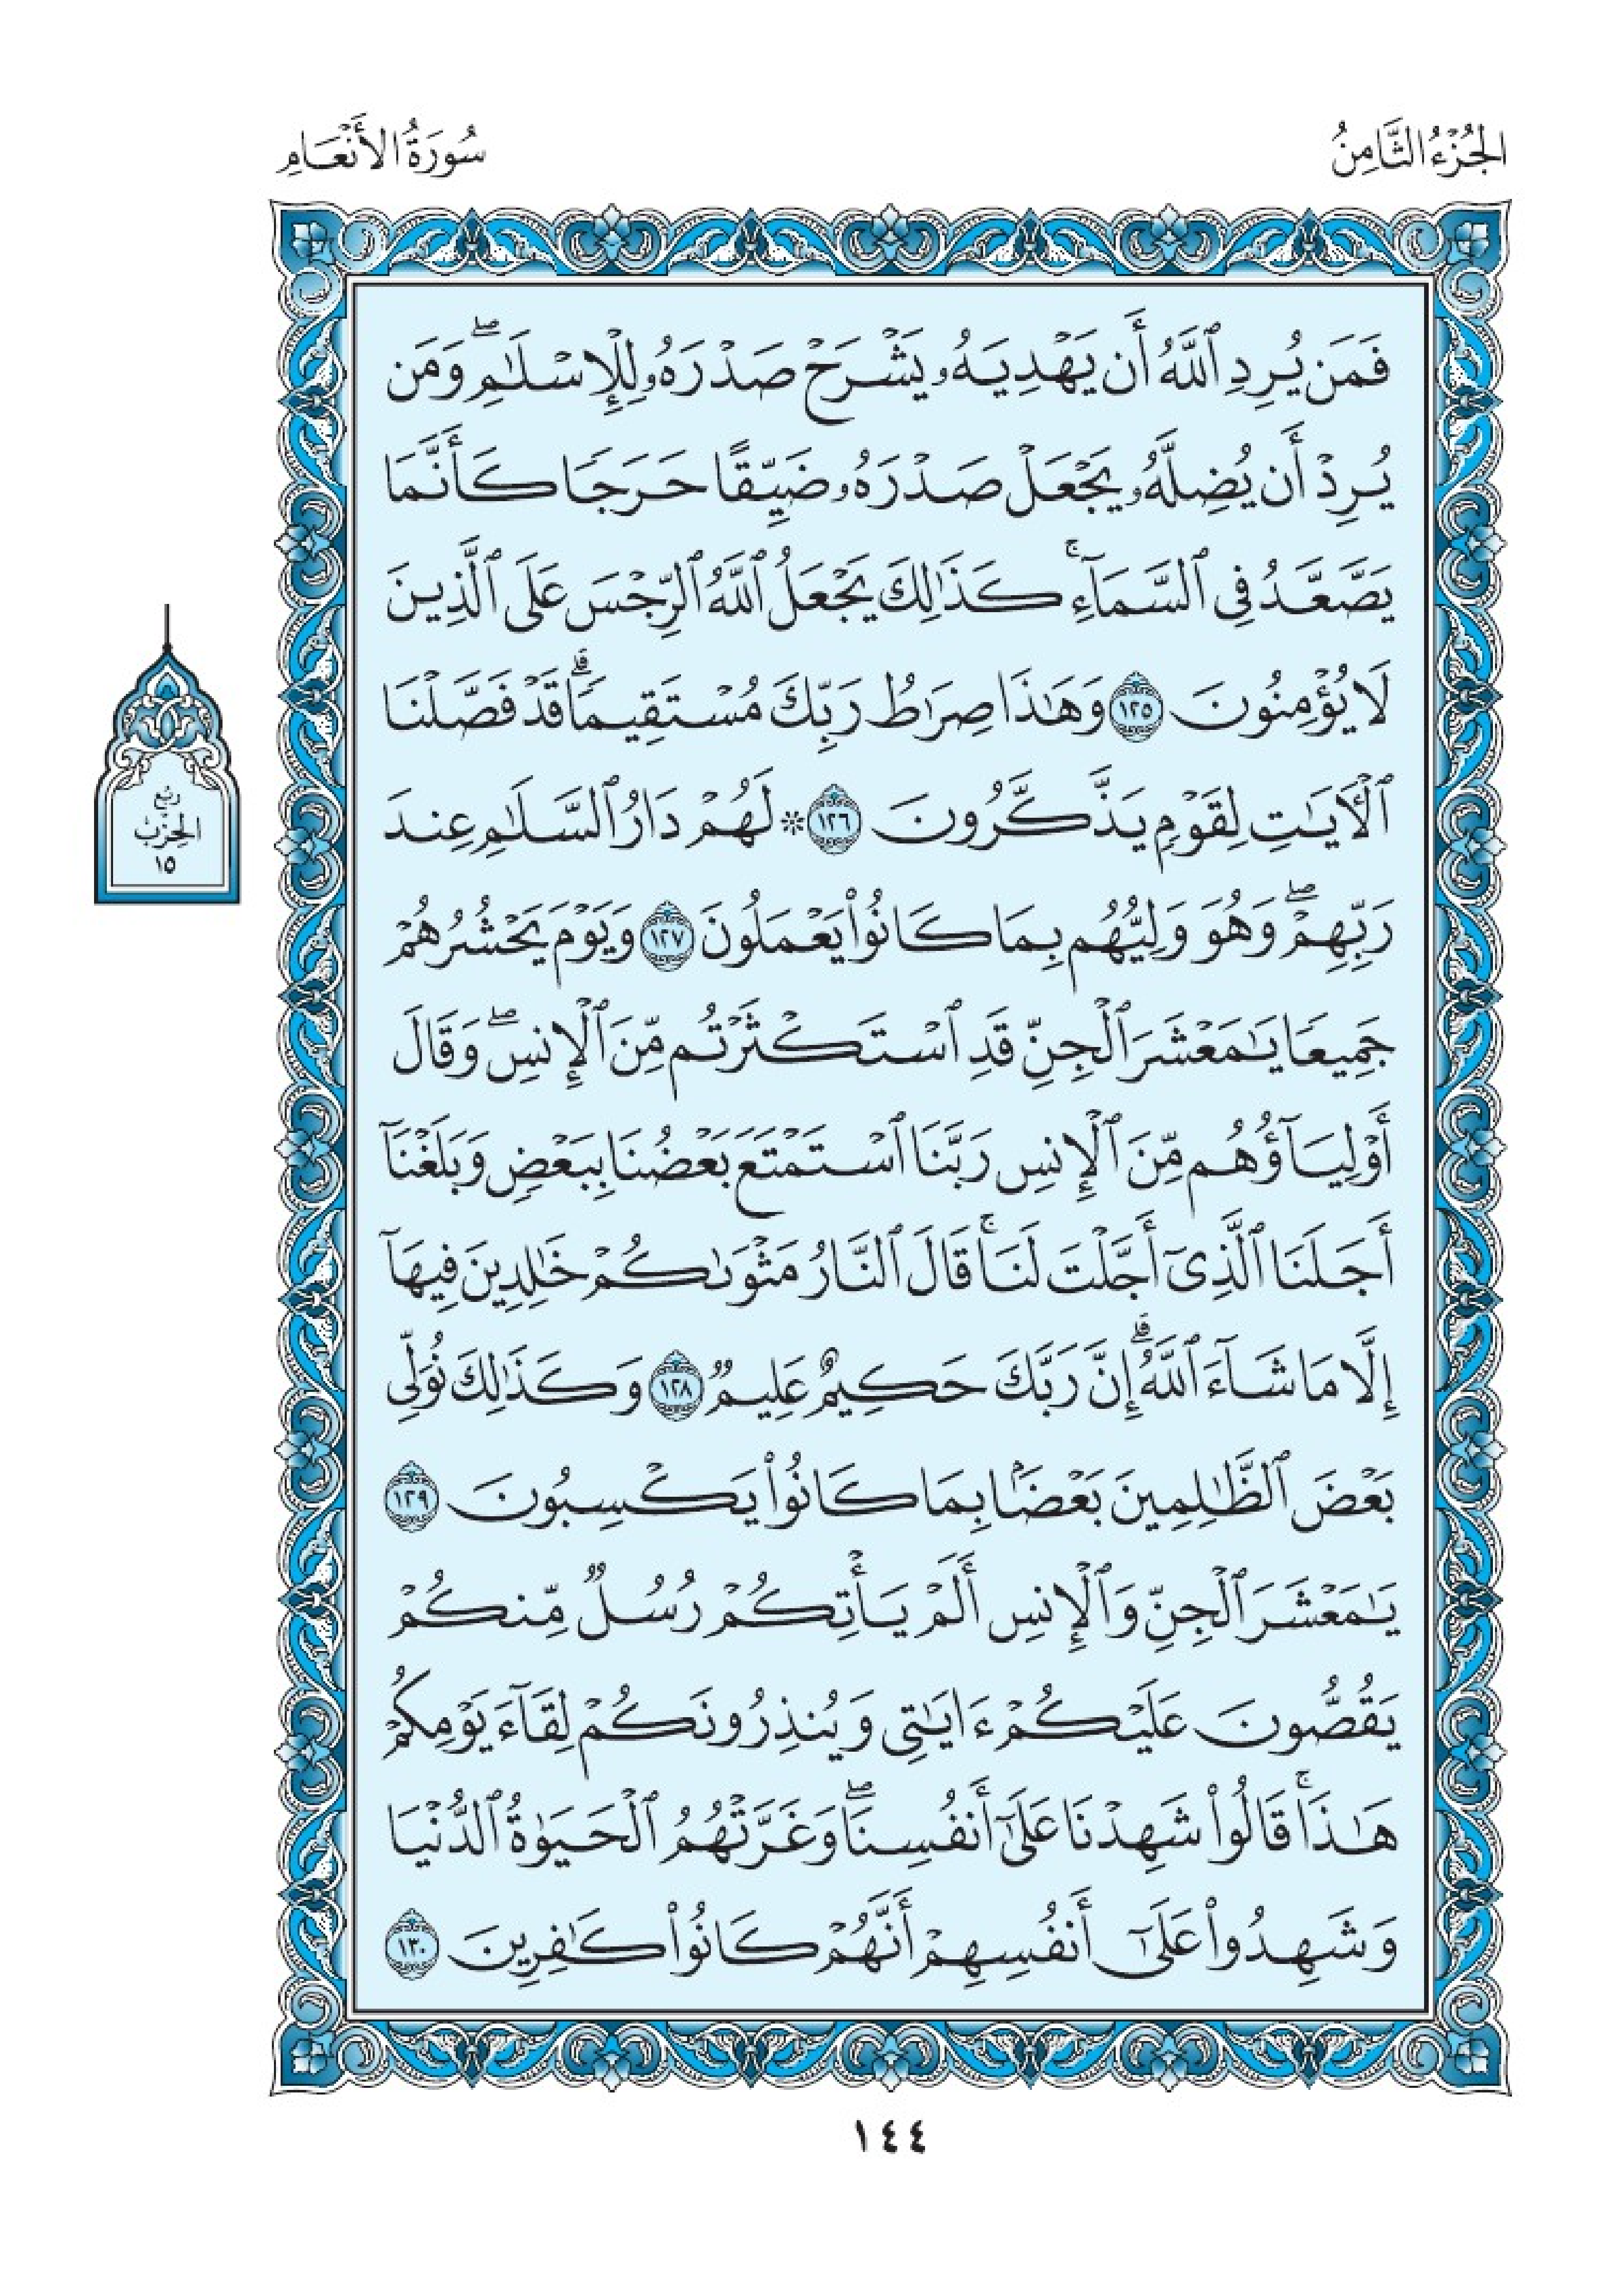 الجُزْءُ الثَّامِنُ
سُورَةُ الأَنْعَامِ
فَمَن يُرِدِ ٱللَّهُ أَن يَهْدِيَهُۥ يَشْرَحْ صَدْرَهُۥ لِلْإِسْلَٰمِۖ وَمَن
يُرِدْ أَن يُضِلَّهُۥ يَجْعَلْ صَدْرَهُۥ ضَيِّقًا حَرَجٗا كَأَنَّمَا
يَصَّعَّدُ فِي ٱلسَّمَآءِۚ كَذَٰلِكَ يَجْعَلُ ٱللَّهُ ٱلرِّجْسَ عَلَى ٱلَّذِينَ
لَا يُؤْمِنُونَ ١٢٥ وَهَٰذَا صِرَٰطُ رَبِّكَ مُسْتَقِيمٗاۗ قَدْ فَصَّلْنَا
ٱلْأٓيَٰتِ لِقَوْمٖ يَذَّكَّرُونَ ١٢٦ ۞ لَهُمْ دَارُ ٱلسَّلَٰمِ عِندَ
رَبِّهِمْۖ وَهُوَ وَلِيُّهُم بِمَا كَانُوا۟ يَعْمَلُونَ ١٢٧ وَيَوْمَ يَحْشُرُهُمْ
جَمِيعٗا يَٰمَعْشَرَ ٱلْجِنِّ قَدِ ٱسْتَكْثَرْتُم مِّنَ ٱلْإِنسِۖ وَقَالَ
أَوْلِيَآؤُهُم مِّنَ ٱلْإِنسِ رَبَّنَا ٱسْتَمْتَعَ بَعْضُنَا بِبَعْضٖ وَبَلَغْنَآ
أَجَلَنَا ٱلَّذِيٓ أَجَّلْتَ لَنَاۚ قَالَ ٱلنَّارُ مَثْوَىٰكُمْ خَٰلِدِينَ فِيهَآ
إِلَّا مَا شَآءَ ٱللَّهُۗ إِنَّ رَبَّكَ حَكِيمٌ عَلِيمٞ ١٢٨ وَكَذَٰلِكَ نُوَلِّي
بَعْضَ ٱلظَّٰلِمِينَ بَعْضَۢا بِمَا كَانُوا۟ يَكْسِبُونَ ١٢٩
يَٰمَعْشَرَ ٱلْجِنِّ وَٱلْإِنسِ أَلَمْ يَأْتِكُمْ رُسُلٞ مِّنكُمْ
يَقُصُّونَ عَلَيْكُمْ ءَايَٰتِي وَيُنذِرُونَكُمْ لِقَآءَ يَوْمِكُمْ
هَٰذَاۚ قَالُوا۟ شَهِدْنَا عَلَىٰٓ أَنفُسِنَاۖ وَغَرَّتْهُمُ ٱلْحَيَوٰةُ ٱلدُّنْيَا
وَشَهِدُوا۟ عَلَىٰٓ أَنفُسِهِمْ أَنَّهُمْ كَانُوا۟ كَٰفِرِينَ ١٣٠
رُبْع
الحِزْب
١٥
١٤٤